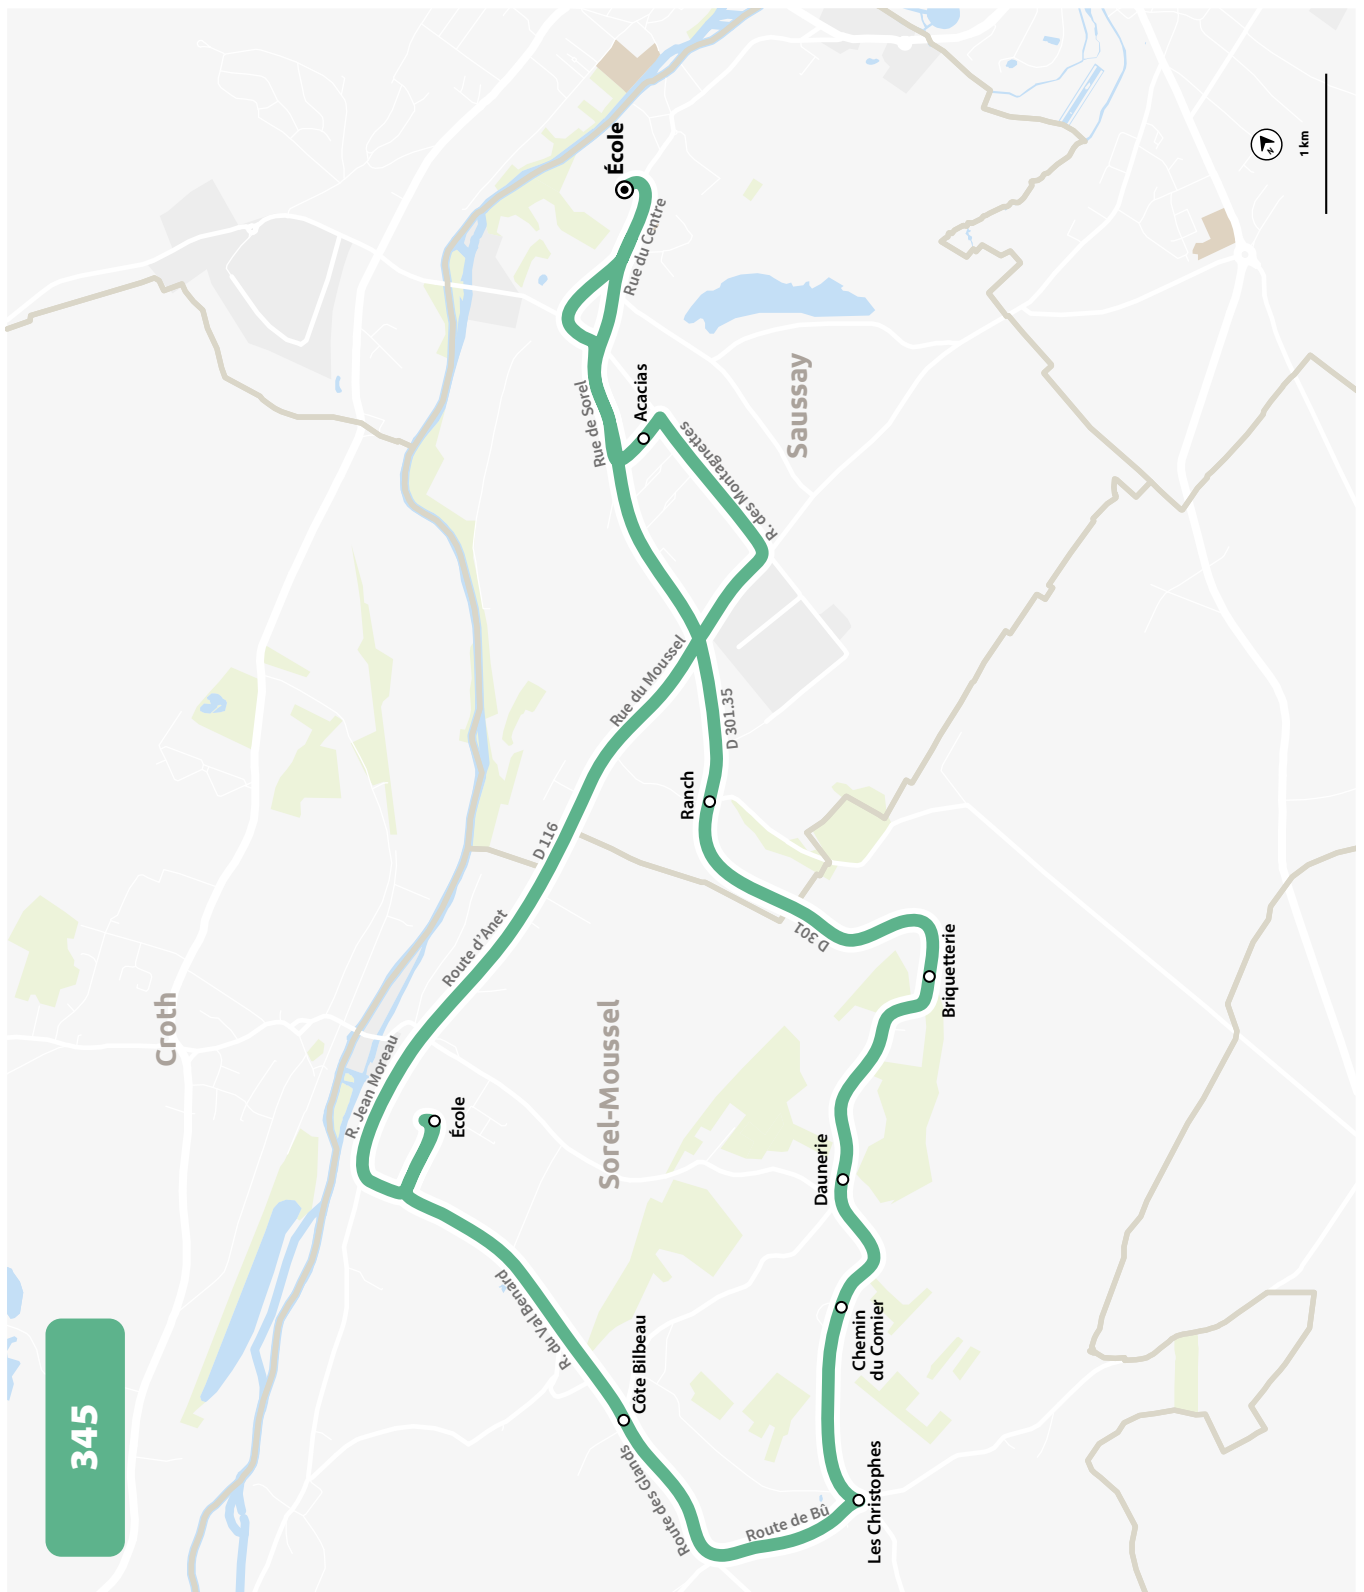 345
Croth
Sorel-Moussel
Saussay
École
Rue du Centre
Rue de Sorel
Acacias
R. des Montagnettes
Rue du Moussel
D 301.35
Ranch
D 116
D 301
Briquetterie
Route d'Anet
R. Jean Moreau
École
Daunerie
Chemin
du Comier
R. du Val Benard
Côte Bilbeau
Route des Glands
Route de Bû
Les Christophes
N
1 km